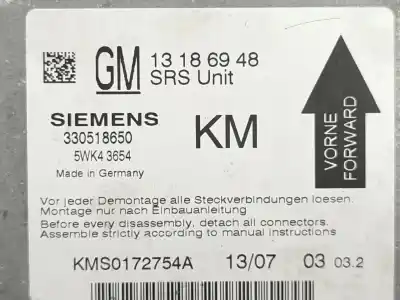 GM 13 18 69 48
SRS Unit
SIEMENS
330518650
5WK4 3654
Made in Germany
KM
VORNE
FORWARD
Vor jeder Demontage alle Steckverbindungen loesen.
Montage nur nach Einbauanleitung
Before every disassembly, detach all connectors.
Assemble strictly according to manual instructions
KMS0172754A 13/07 03 03.2